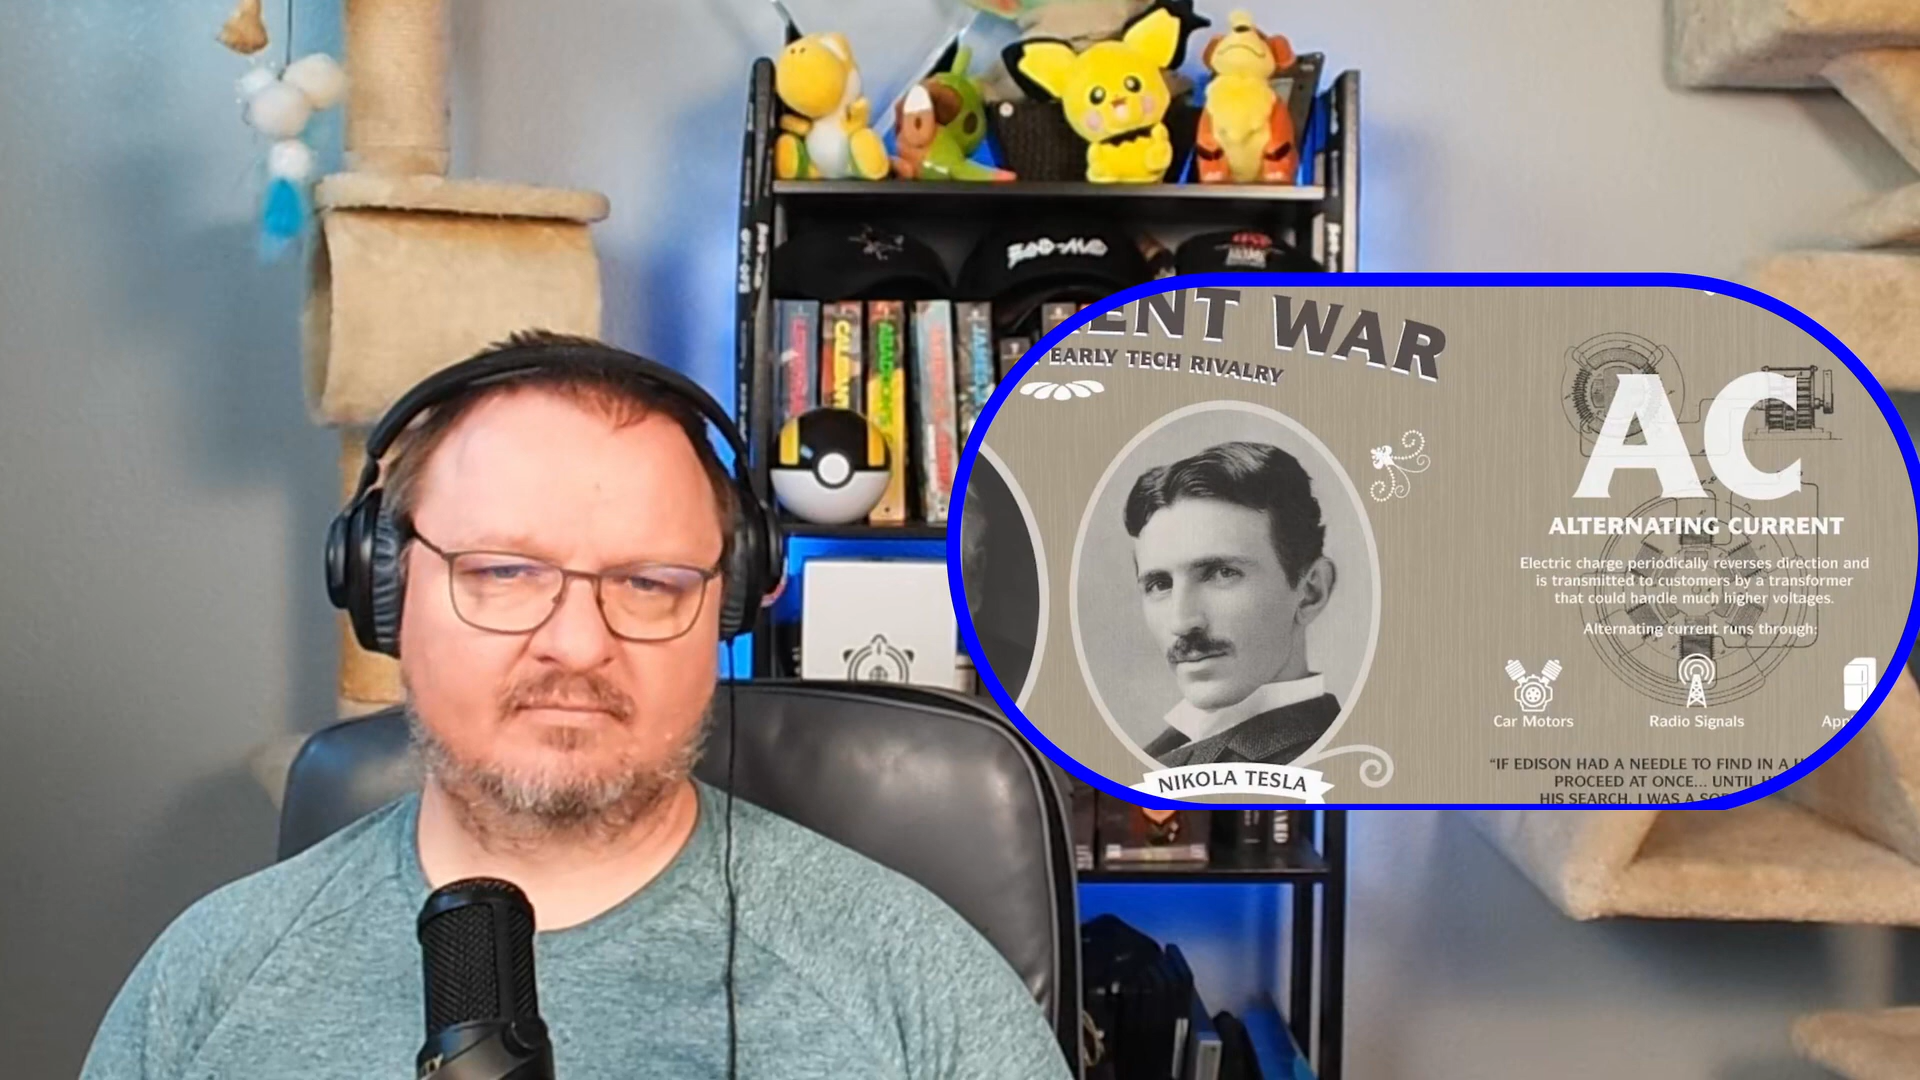 ENT WAR
EARLY TECH RIVALRY
AC
ALTERNATING CURRENT
Electric charge periodically reverses direction and
is transmitted to customers by a transformer
that could handle much higher voltages.
Alternating current runs through:
Car Motors
Radio Signals
App
NIKOLA TESLA
“IF EDISON HAD A NEEDLE TO FIND IN A H
PROCEED AT ONCE... UNTIL H
HIS SEARCH. I WAS A SOR